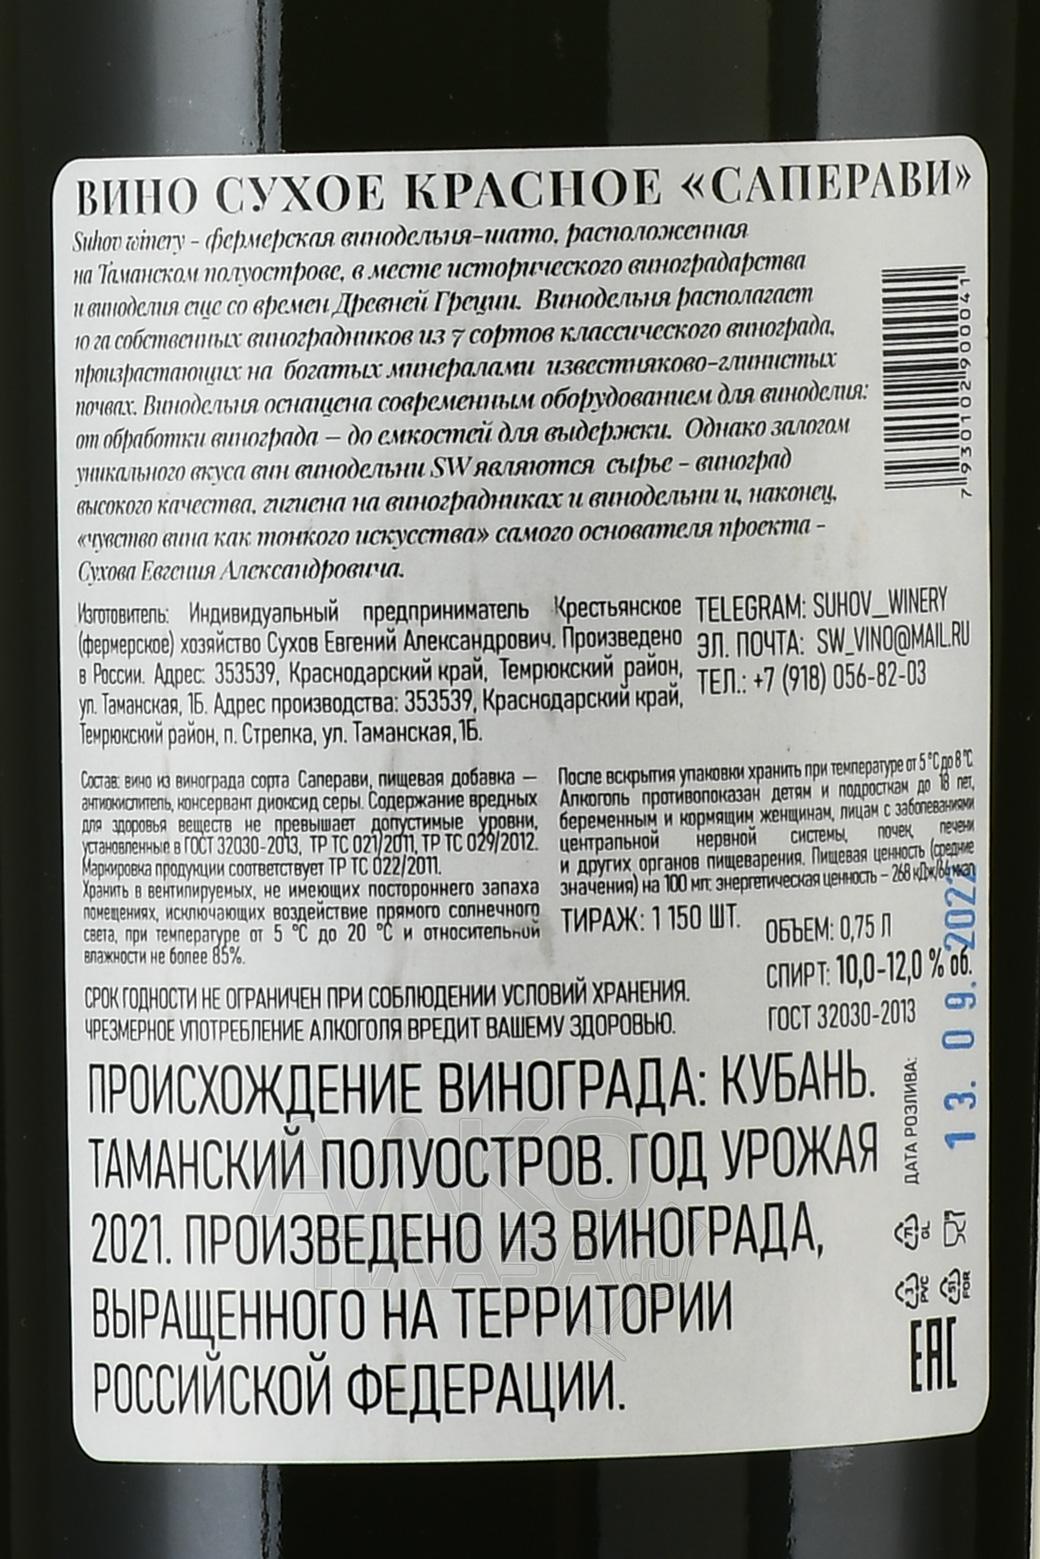 ВИНО СУХОЕ КРАСНОЕ «САПЕРАВИ»
Suhov winery – фермерская винодельня-шато, расположенная
на Таманском полуострове, в месте исторического виноградарства
и виноделия еще со времен Древней Греции. Винодельня располагает
10 га собственных виноградников из 7 сортов классического винограда,
произрастающих на богатых минералами известняково-глинистых
почвах. Винодельня оснащена современным оборудованием для виноделия:
от обработки винограда – до емкостей для выдержки. Однако залогом
уникального вкуса вин винодельни SW являются сырье – виноград
высокого качества, гигиена на виноградниках и винодельни и, наконец,
«чувство вина как тонкого искусства» самого основателя проекта –
Сухова Евгения Александровича.
7930102900041
Изготовитель: Индивидуальный предприниматель Крестьянское
(фермерское) хозяйство Сухов Евгений Александрович. Произведено
в России. Адрес: 353539, Краснодарский край, Темрюкский район,
ул. Таманская, 1Б. Адрес производства: 353539, Краснодарский край,
Темрюкский район, п. Стрелка, ул. Таманская,1Б.
TELEGRAM: SUHOV_WINERY
ЭЛ. ПОЧТА: SW_VINO@MAIL.RU
ТЕЛ.: +7 (918) 056-82-03
Состав: вино из винограда сорта Саперави, пищевая добавка –
антиокислитель, консервант диоксид серы. Содержание вредных
для здоровья веществ не превышает допустимые уровни,
установленные в ГОСТ 32030-2013, ТР ТС 021/2011, ТР ТС 029/2012.
Маркировка продукции соответствует ТР ТС 022/2011.
Хранить в вентилируемых, не имеющих постороннего запаха
помещениях, исключающих воздействие прямого солнечного
света, при температуре от 5 °С до 20 °С и относительной
влажности не более 85%.
После вскрытия упаковки хранить при температуре от 5 °С до 8 °С
Алкоголь противопоказан детям и подросткам до 18 лет,
беременным и кормящим женщинам, лицам с заболеваниями
центральной нервной системы, почек, печени
и других органов пищеварения. Пищевая ценность (средние
значения) на 100 мл: энергетическая ценность – 268 кДж/64 ккал
ТИРАЖ: 1 150 ШТ.
ОБЪЕМ: 0,75 Л
СПИРТ: 10,0-12,0 % об.
ГОСТ 32030-2013
СРОК ГОДНОСТИ НЕ ОГРАНИЧЕН ПРИ СОБЛЮДЕНИИ УСЛОВИЙ ХРАНЕНИЯ.
ЧРЕЗМЕРНОЕ УПОТРЕБЛЕНИЕ АЛКОГОЛЯ ВРЕДИТ ВАШЕМУ ЗДОРОВЬЮ.
ПРОИСХОЖДЕНИЕ ВИНОГРАДА: КУБАНЬ.
ТАМАНСКИЙ ПОЛУОСТРОВ. ГОД УРОЖАЯ
2021. ПРОИЗВЕДЕНО ИЗ ВИНОГРАДА,
ВЫРАЩЕННОГО НА ТЕРРИТОРИИ
РОССИЙСКОЙ ФЕДЕРАЦИИ.
ДАТА РОЗЛИВА:
13.09.2022
GL
PVC
FOR
EAC